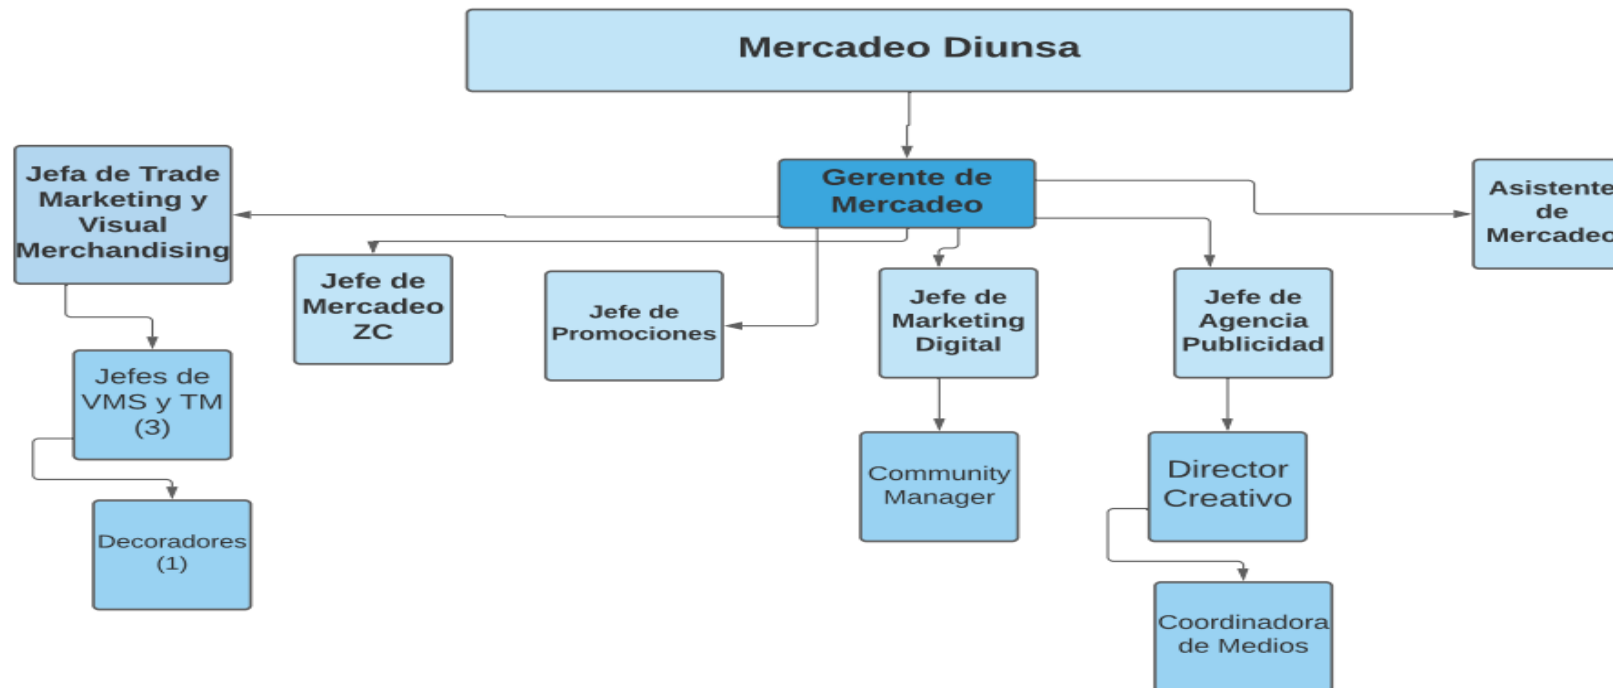 Mercadeo Diunsa
Jefa de Trade
Marketing y
Visual
Merchandising
Gerente de
Mercadeo
Asistente
de
Mercadeo
Jefe de
Mercadeo
ZC
Jefe de
Promociones
Jefe de
Marketing
Digital
Jefe de
Agencia
Publicidad
Jefes de
VMS y TM
(3)
Community
Manager
Director
Creativo
Decoradores
(1)
Coordinadora
de Medios